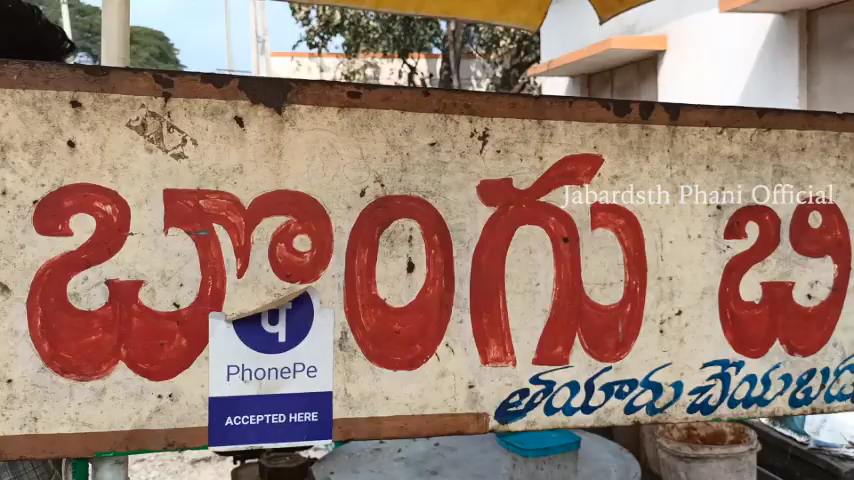 Jabardsth Phani Official
బొంగు బి
తయారు చేయబడ
पे
PhonePe
ACCEPTED HERE